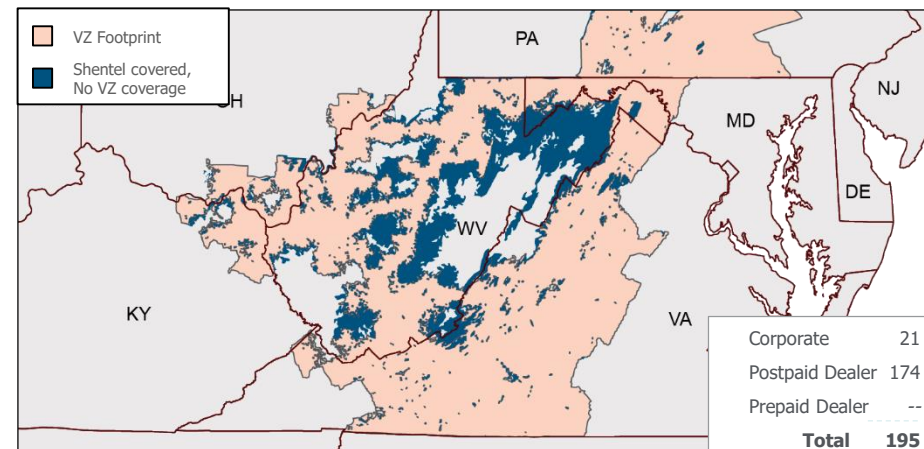 VZ Footprint
Shentel covered,
No VZ coverage
PA
NJ
MD
DE
WV
KY
VA
Corporate 21
Postpaid Dealer 174
Prepaid Dealer --
Total 195